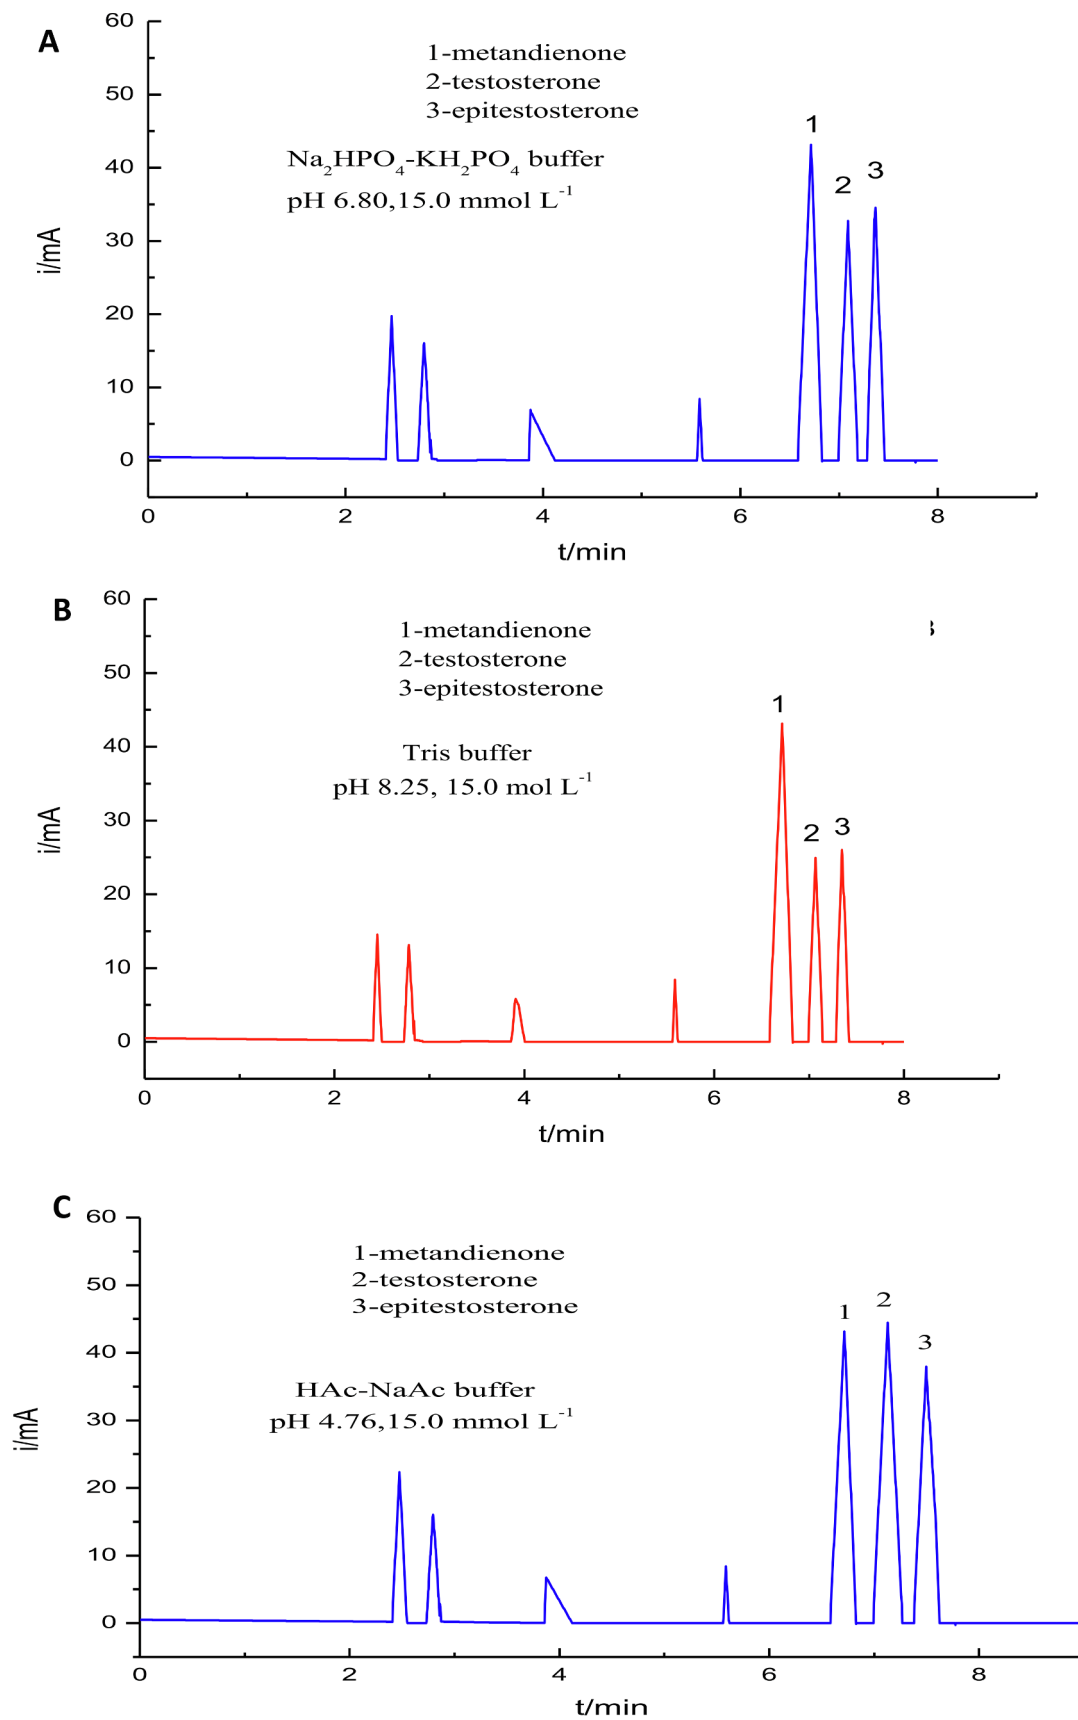 A
60
1-metandienone
2-testosterone
3-epitestosterone
50
Na₂HPO₄-KH₂PO₄ buffer
pH 6.80,15.0 mmol L⁻¹
1
2
3
40
30
20
10
0
i/mA
0 2 4 6 8
t/min
B
60
1-metandienone
2-testosterone
3-epitestosterone
50
Tris buffer
pH 8.25, 15.0 mol L⁻¹
1
2
3
40
30
20
10
0
i/mA
0 2 4 6 8
t/min
C
60
1-metandienone
2-testosterone
3-epitestosterone
50
HAc-NaAc buffer
pH 4.76,15.0 mmol L⁻¹
1
2
3
40
30
20
10
0
i/mA
0 2 4 6 8
t/min